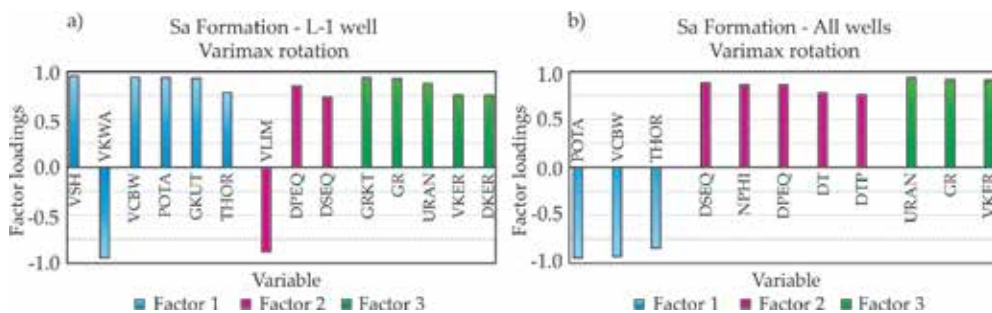 a)
Sa Formation - L-1 well
Varimax rotation
Factor loadings
1.0
0.5
0.0
-0.5
-1.0
VSH
VKWA
VCBW
POTA
GKUT
THOR
VLIM
DPEQ
DSEQ
GRKT
GR
URAN
VKER
DKER
Variable
Factor 1 Factor 2 Factor 3
b)
Sa Formation - All wells
Varimax rotation
Factor loadings
1.0
0.5
0.0
-0.5
-1.0
POTA
VCBW
THOR
DSEQ
NPHI
DPEQ
DT
DTP
URAN
GR
VKER
Variable
Factor 1 Factor 2 Factor 3